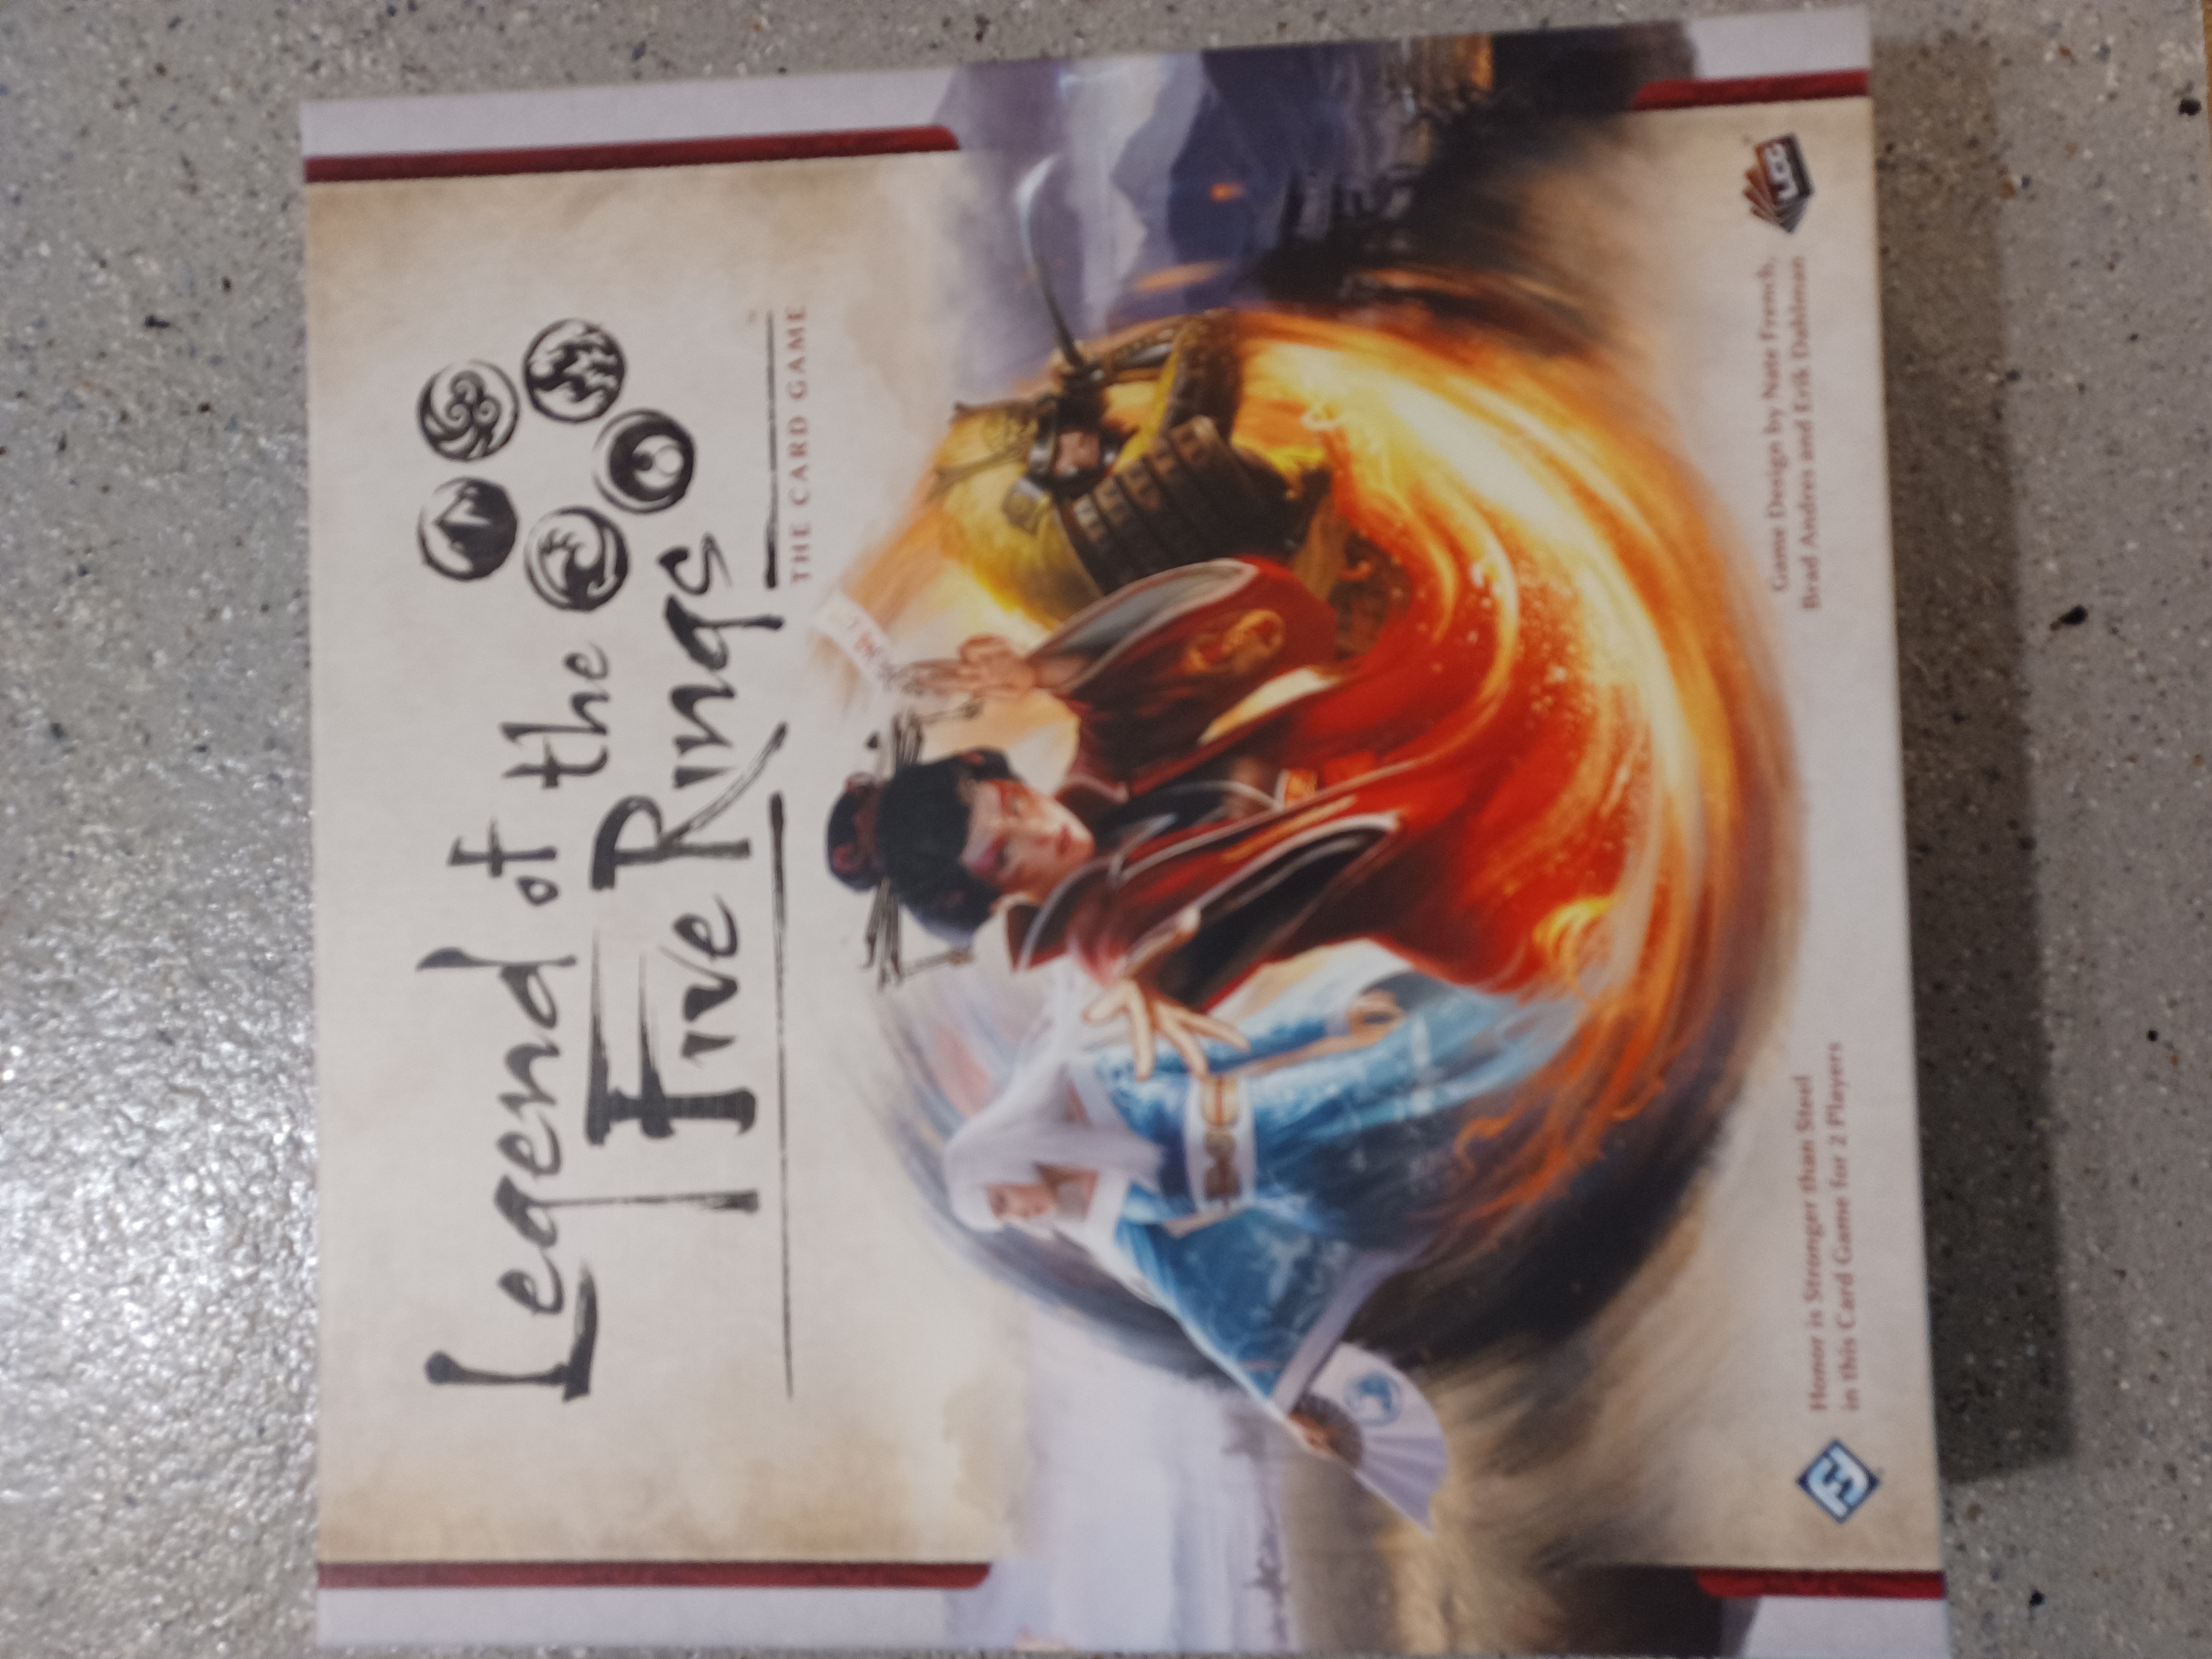 Legend of the
Five Rings
THE CARD GAME
Honor is Stronger than Steel
in this Card Game for 2 Players
Game Design by Nate French,
Brad Andres and Erik Dahlman
LCG